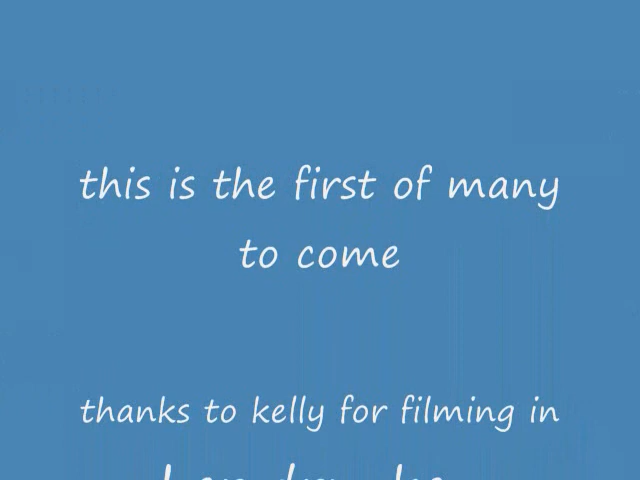 this is the first of many
to come
thanks to kelly for filming in